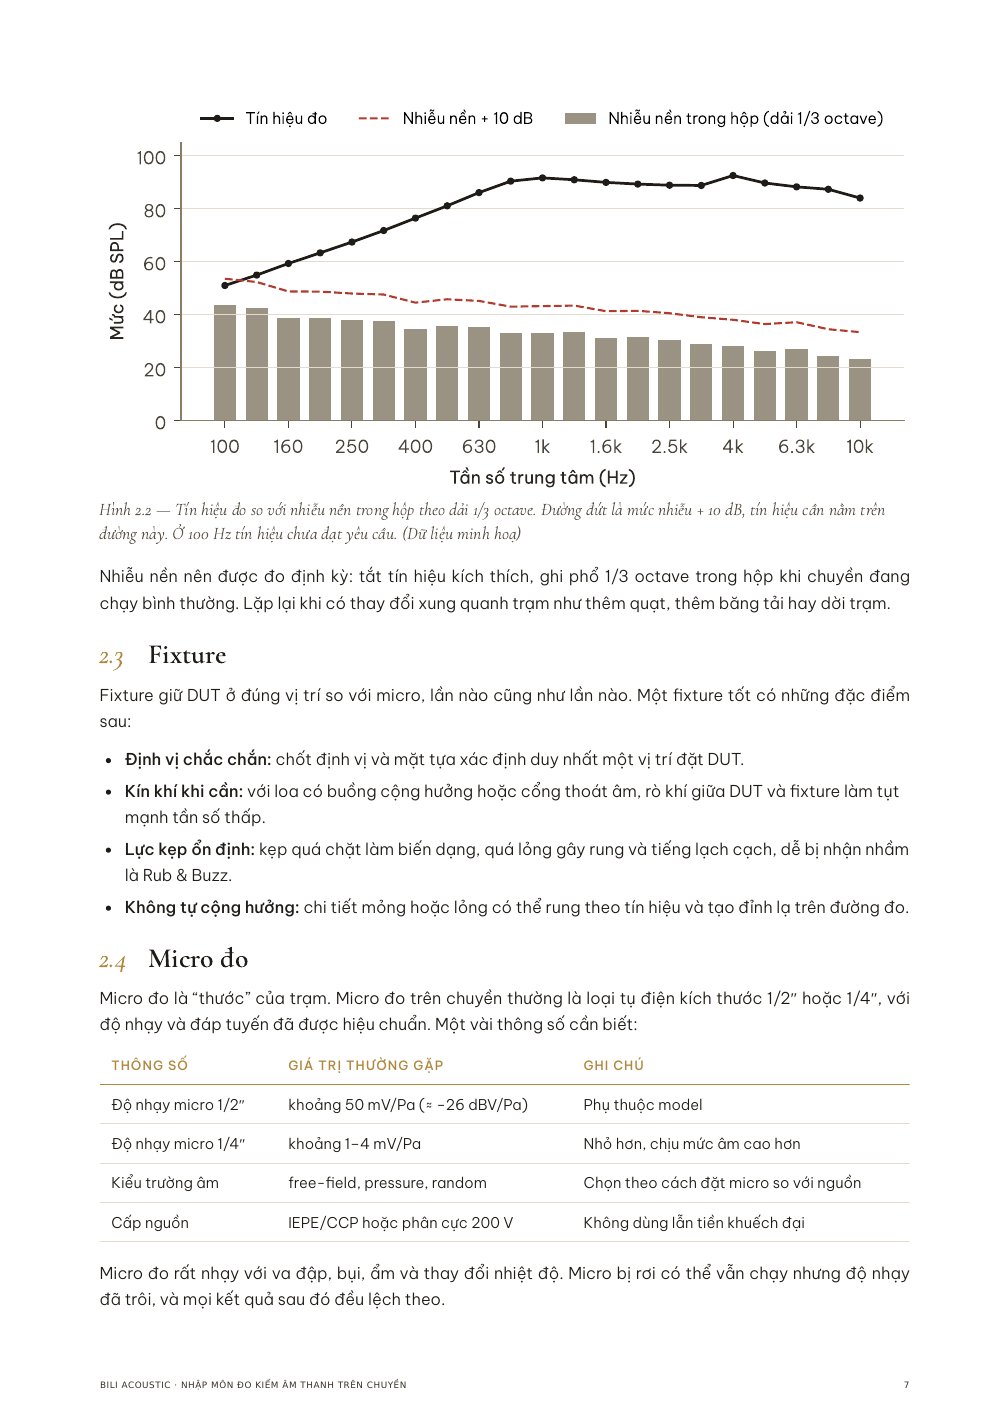 Tín hiệu đo Nhiễu nền + 10 dB Nhiễu nền trong hộp (dải 1/3 octave)
Mức (dB SPL)
100
80
60
40
20
0
100 160 250 400 630 1k 1.6k 2.5k 4k 6.3k 10k
Tần số trung tâm (Hz)
Hình 2.2 — Tín hiệu đo so với nhiễu nền trong hộp theo dải 1/3 octave. Đường đứt là mức nhiễu + 10 dB, tín hiệu cần nằm trên
đường này. Ở 100 Hz tín hiệu chưa đạt yêu cầu. (Dữ liệu minh hoạ)
Nhiễu nền nên được đo định kỳ: tắt tín hiệu kích thích, ghi phổ 1/3 octave trong hộp khi chuyền đang
chạy bình thường. Lặp lại khi có thay đổi xung quanh trạm như thêm quạt, thêm băng tải hay dời trạm.
2.3 Fixture
Fixture giữ DUT ở đúng vị trí so với micro, lần nào cũng như lần nào. Một fixture tốt có những đặc điểm
sau:
• Định vị chắc chắn: chốt định vị và mặt tựa xác định duy nhất một vị trí đặt DUT.
• Kín khí khi cần: với loa có buồng cộng hưởng hoặc cổng thoát âm, rò khí giữa DUT và fixture làm tụt
mạnh tần số thấp.
• Lực kẹp ổn định: kẹp quá chặt làm biến dạng, quá lỏng gây rung và tiếng lạch cạch, dễ bị nhận nhầm
là Rub & Buzz.
• Không tự cộng hưởng: chi tiết mỏng hoặc lỏng có thể rung theo tín hiệu và tạo đỉnh lạ trên đường đo.
2.4 Micro đo
Micro đo là “thước” của trạm. Micro đo trên chuyền thường là loại tụ điện kích thước 1/2″ hoặc 1/4″, với
độ nhạy và đáp tuyến đã được hiệu chuẩn. Một vài thông số cần biết:
THÔNG SỐ GIÁ TRỊ THƯỜNG GẶP GHI CHÚ
Độ nhạy micro 1/2″ khoảng 50 mV/Pa (≈ −26 dBV/Pa) Phụ thuộc model
Độ nhạy micro 1/4″ khoảng 1–4 mV/Pa Nhỏ hơn, chịu mức âm cao hơn
Kiểu trường âm free-field, pressure, random Chọn theo cách đặt micro so với nguồn
Cấp nguồn IEPE/CCP hoặc phân cực 200 V Không dùng lẫn tiền khuếch đại
Micro đo rất nhạy với va đập, bụi, ẩm và thay đổi nhiệt độ. Micro bị rơi có thể vẫn chạy nhưng độ nhạy
đã trôi, và mọi kết quả sau đó đều lệch theo.
BILI ACOUSTIC · NHẬP MÔN ĐO KIỂM ÂM THANH TRÊN CHUYỀN 7